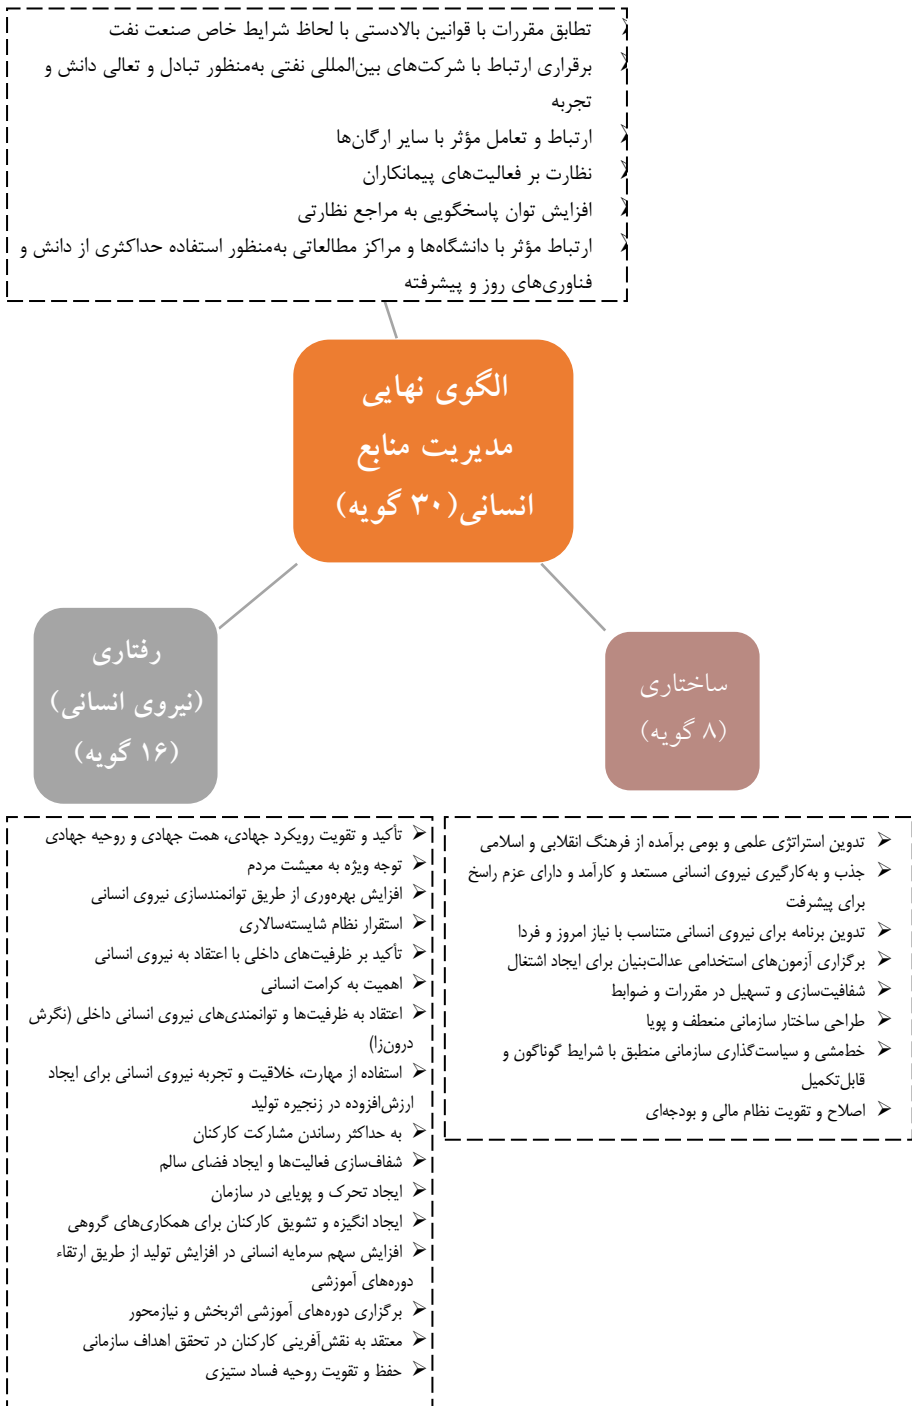 ⮚ تطابق مقررات با قوانین بالادستی با لحاظ شرایط خاص صنعت نفت
⮚ برقراری ارتباط با شرکت‌های بین‌المللی نفتی به‌منظور تبادل و تعالی دانش و
تجربه
⮚ ارتباط و تعامل مؤثر با سایر ارگان‌ها
⮚ نظارت بر فعالیت‌های پیمانکاران
⮚ افزایش توان پاسخگویی به مراجع نظارتی
⮚ ارتباط مؤثر با دانشگاه‌ها و مراکز مطالعاتی به‌منظور استفاده حداکثری از دانش و
فناوری‌های روز و پیشرفته
الگوی نهایی
مدیریت منابع
انسانی(۳۰ گویه)
ساختاری
(۸ گویه)
رفتاری
(نیروی انسانی)
(۱۶ گویه)
⮚ تدوین استراتژی علمی و بومی برآمده از فرهنگ انقلابی و اسلامی
⮚ جذب و به‌کارگیری نیروی انسانی مستعد و کارآمد و دارای عزم راسخ
برای پیشرفت
⮚ تدوین برنامه برای نیروی انسانی متناسب با نیاز امروز و فردا
⮚ برگزاری آزمون‌های استخدامی عدالت‌بنیان برای ایجاد اشتغال
⮚ شفافیت‌سازی و تسهیل در مقررات و ضوابط
⮚ طراحی ساختار سازمانی منعطف و پویا
⮚ خط‌مشی و سیاست‌گذاری سازمانی منطبق با شرایط گوناگون و
قابل‌تکمیل
⮚ اصلاح و تقویت نظام مالی و بودجه‌ای
⮚ تأکید و تقویت رویکرد جهادی، همت جهادی و روحیه جهادی
⮚ توجه ویژه به معیشت مردم
⮚ افزایش بهره‌وری از طریق توانمندسازی نیروی انسانی
⮚ استقرار نظام شایسته‌سالاری
⮚ تأکید بر ظرفیت‌های داخلی با اعتقاد به نیروی انسانی
⮚ اهمیت به کرامت انسانی
⮚ اعتقاد به ظرفیت‌ها و توانمندی‌های نیروی انسانی داخلی (نگرش
درون‌زا)
⮚ استفاده از مهارت، خلاقیت و تجربه نیروی انسانی برای ایجاد
ارزش‌افزوده در زنجیره تولید
⮚ به حداکثر رساندن مشارکت کارکنان
⮚ شفاف‌سازی فعالیت‌ها و ایجاد فضای سالم
⮚ ایجاد تحرک و پویایی در سازمان
⮚ ایجاد انگیزه و تشویق کارکنان برای همکاری‌های گروهی
⮚ افزایش سهم سرمایه انسانی در افزایش تولید از طریق ارتقاء
دوره‌های آموزشی
⮚ برگزاری دوره‌های آموزشی اثربخش و نیازمحور
⮚ معتقد به نقش‌آفرینی کارکنان در تحقق اهداف سازمانی
⮚ حفظ و تقویت روحیه فساد ستیزی